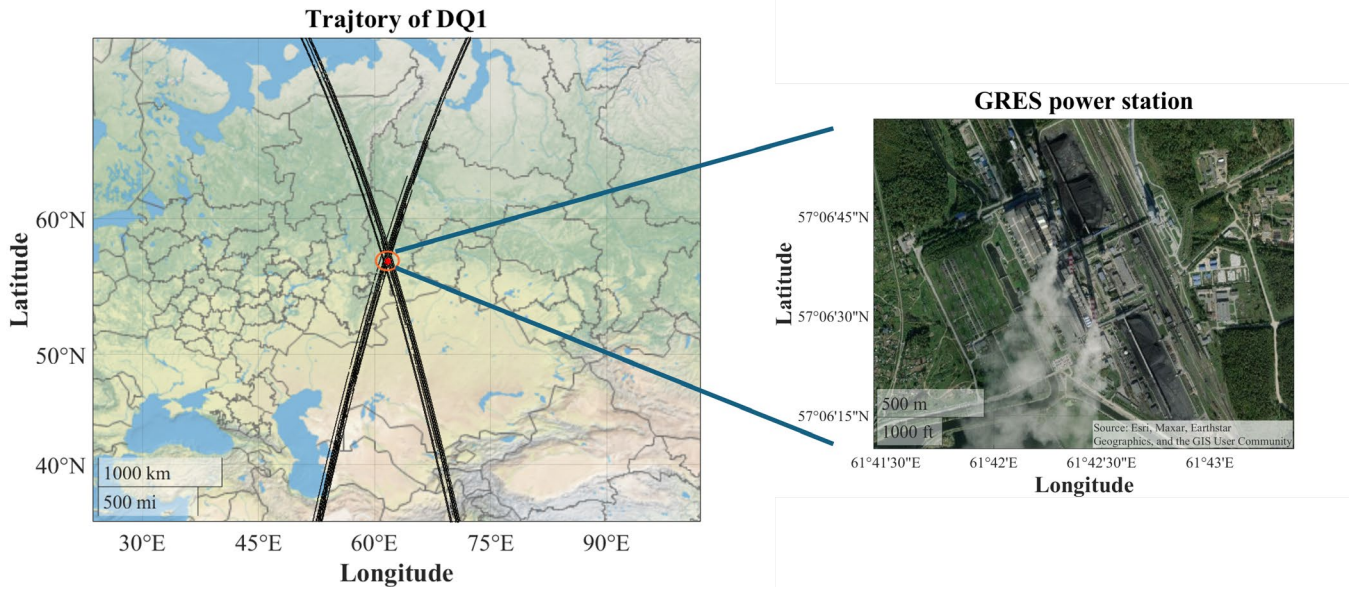 Trajtory of DQ1
60°N
50°N
40°N
Latitude
1000 km
500 mi
30°E
45°E
60°E
75°E
90°E
Longitude
GRES power station
57°06'45"N
57°06'30"N
57°06'15"N
Latitude
500 m
1000 ft
Source: Esri, Maxar, Earthstar
Geographics, and the GIS User Community
61°41'30"E
61°42'E
61°42'30"E
61°43'E
Longitude